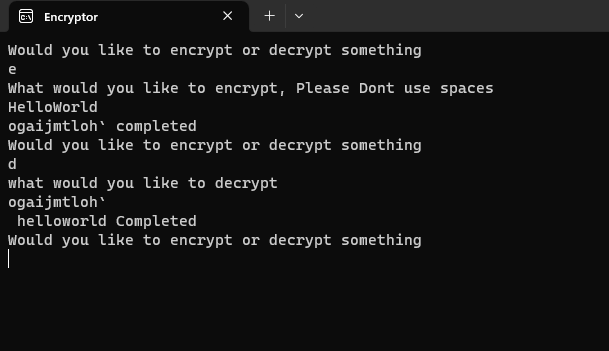 Encryptor
Would you like to encrypt or decrypt something
e
What would you like to encrypt, Please Dont use spaces
HelloWorld
ogaijmtloh` completed
Would you like to encrypt or decrypt something
d
what would you like to decrypt
ogaijmtloh`
 helloworld Completed
Would you like to encrypt or decrypt something